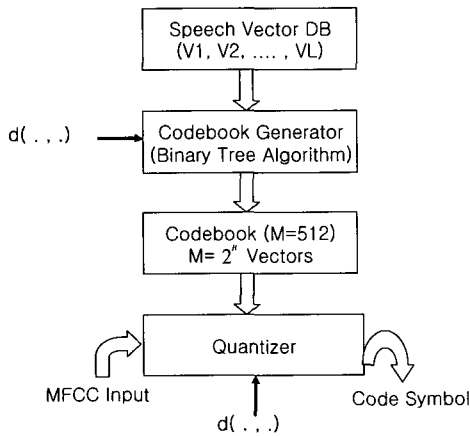 Speech Vector DB
(V1, V2, .... , VL)
d( . , .)
Codebook Generator
(Binary Tree Algorithm)
Codebook (M=512)
M= 2ⁿ Vectors
Quantizer
MFCC Input
Code Symbol
d( . , .)